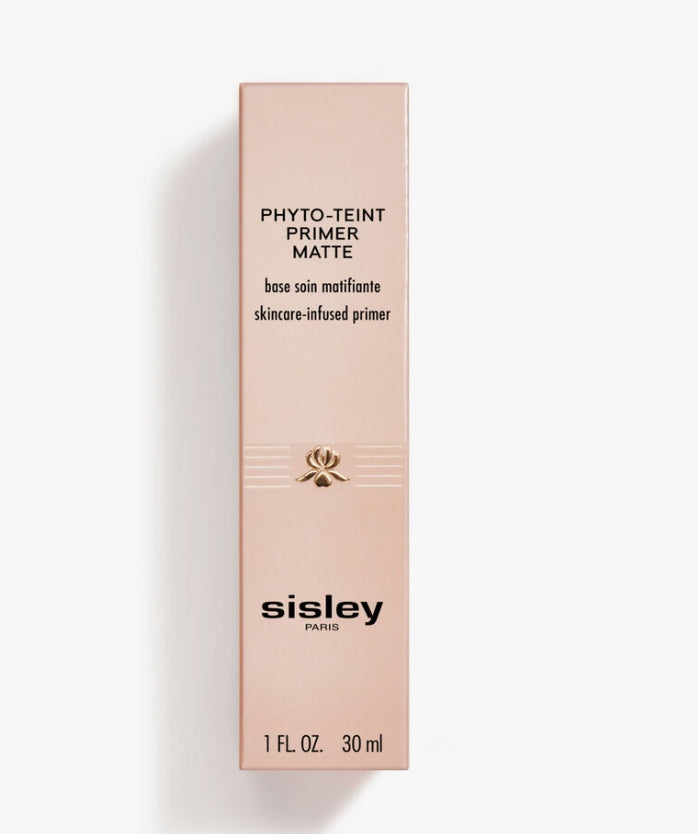 PHYTO-TEINT
PRIMER
MATTE
base soin matifiante
skincare-infused primer
sisley
PARIS
1 FL. OZ. 30 ml